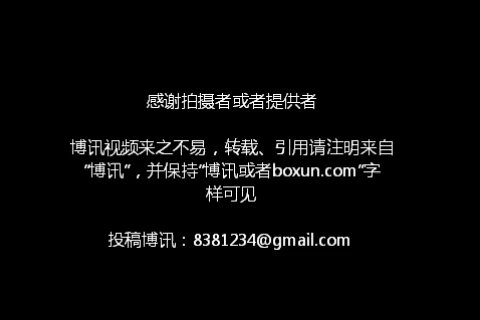 感谢拍摄者或者提供者
博讯视频来之不易，转载、引用请注明来自
“博讯“，并保持”博讯或者boxun.com”字
样可见
投稿博讯：8381234@gmail.com